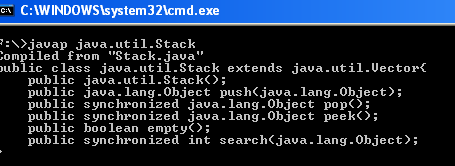 C:\WINDOWS\system32\cmd.exe
F:\>javap java.util.Stack
Compiled from "Stack.java"
public class java.util.Stack extends java.util.Vector{
    public java.util.Stack();
    public java.lang.Object push(java.lang.Object);
    public synchronized java.lang.Object pop();
    public synchronized java.lang.Object peek();
    public boolean empty();
    public synchronized int search(java.lang.Object);
}